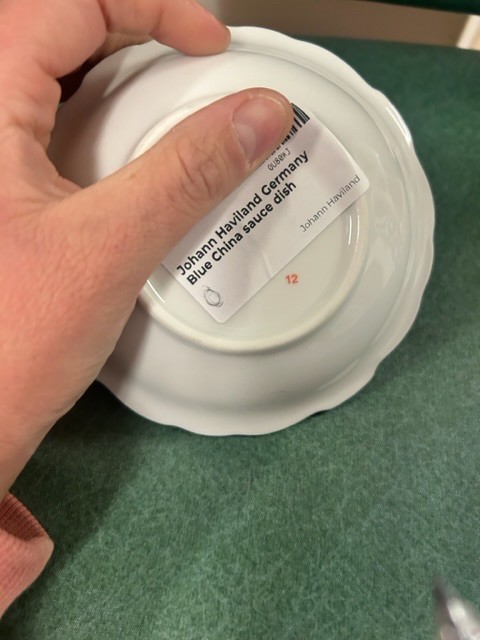 Johann Haviland Germany
Blue China sauce dish
Johann Haviland
12